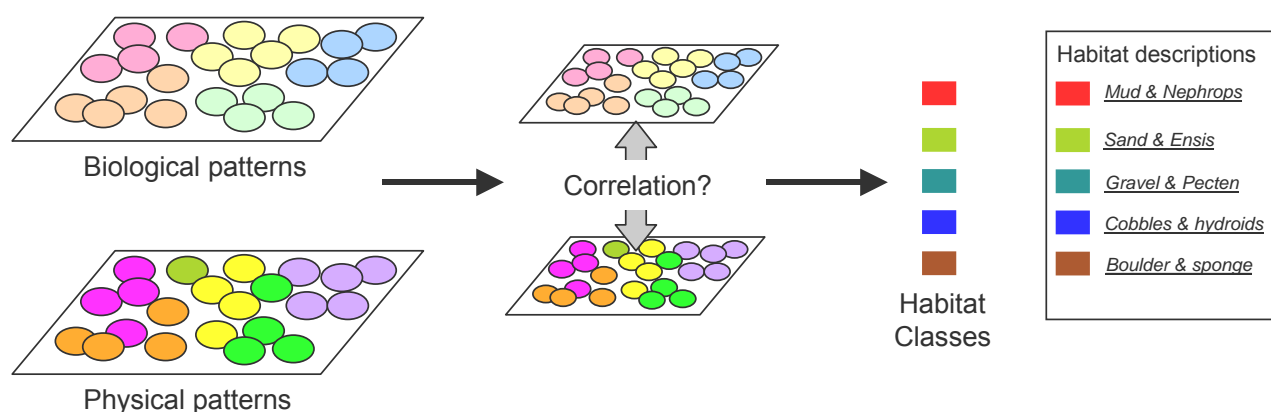 Biological patterns
Physical patterns
Correlation?
Habitat
Classes
Habitat descriptions
Mud & Nephrops
Sand & Ensis
Gravel & Pecten
Cobbles & hydroids
Boulder & sponge